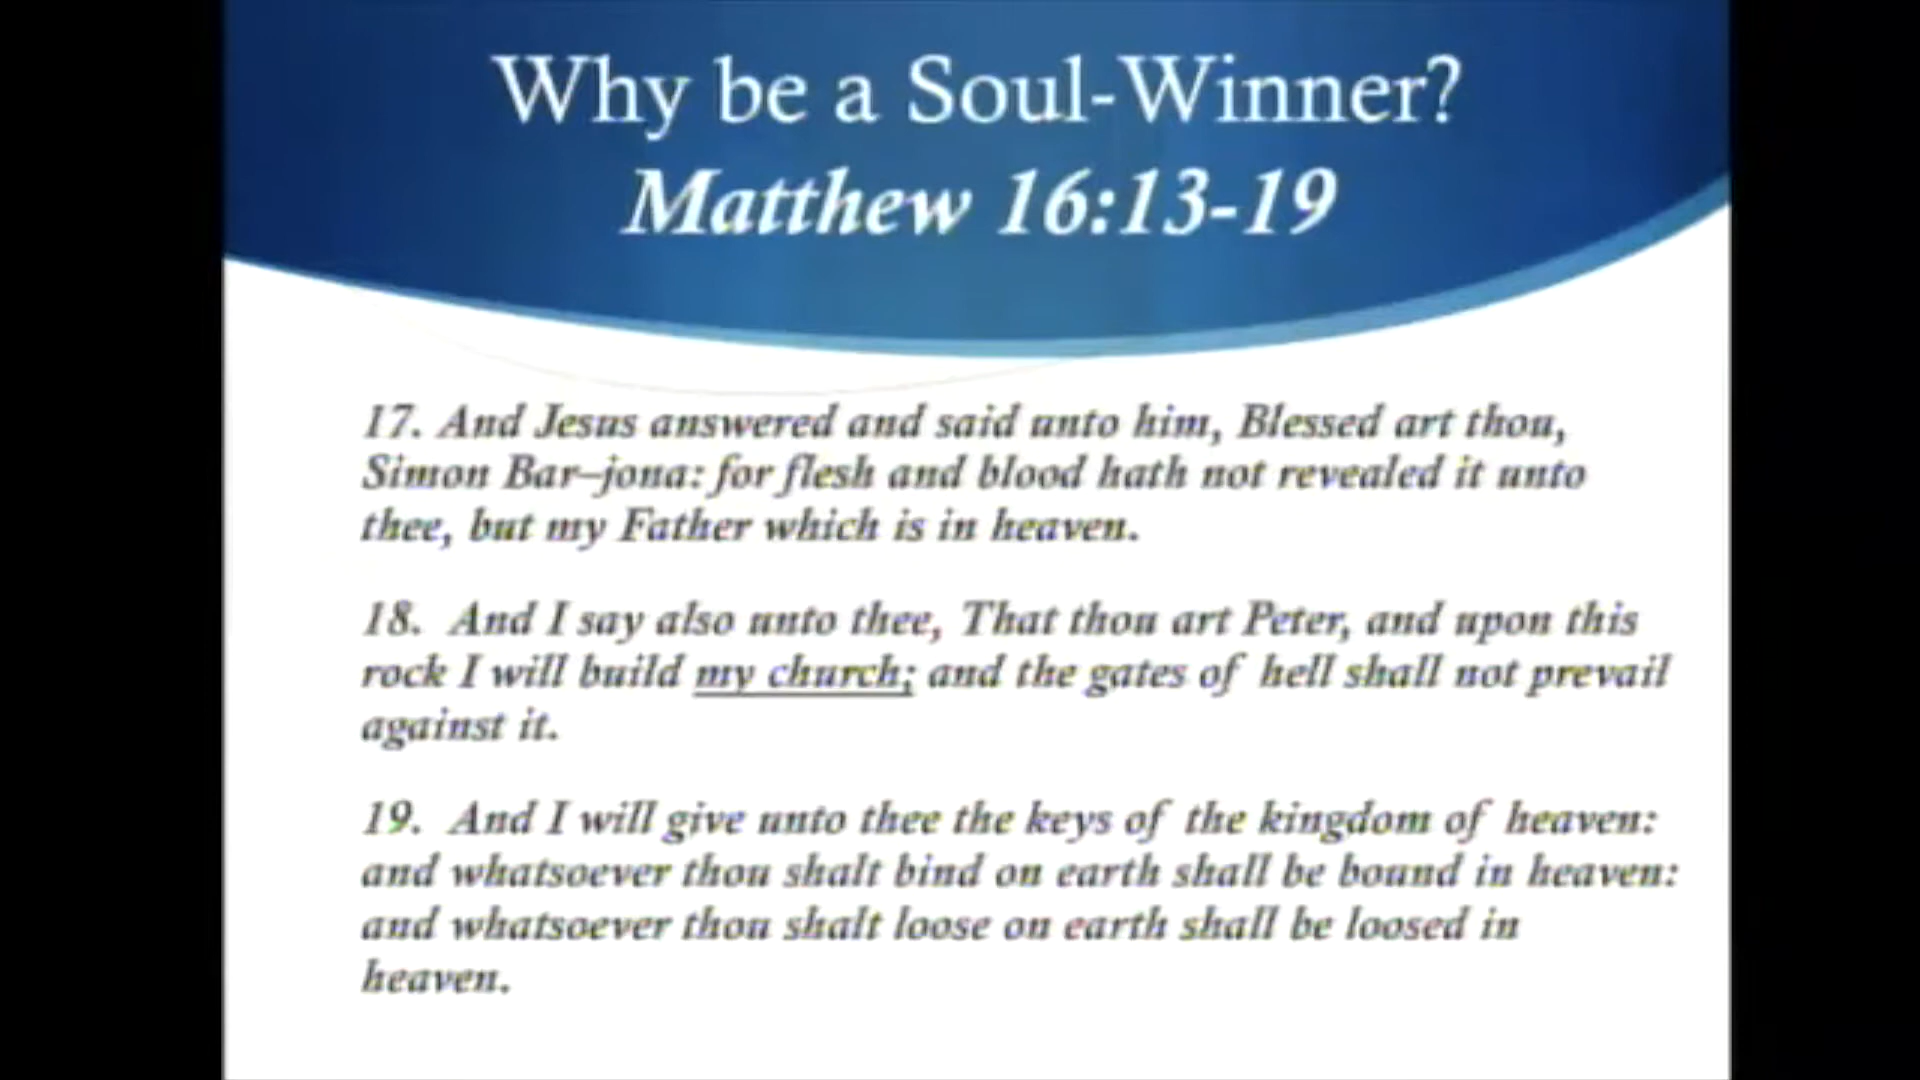 Why be a Soul-Winner?
Matthew 16:13-19
17. And Jesus answered and said unto him, Blessed art thou,
Simon Bar–jona: for flesh and blood hath not revealed it unto
thee, but my Father which is in heaven.
18. And I say also unto thee, That thou art Peter, and upon this
rock I will build my church; and the gates of hell shall not prevail
against it.
19. And I will give unto thee the keys of the kingdom of heaven:
and whatsoever thou shalt bind on earth shall be bound in heaven:
and whatsoever thou shalt loose on earth shall be loosed in
heaven.